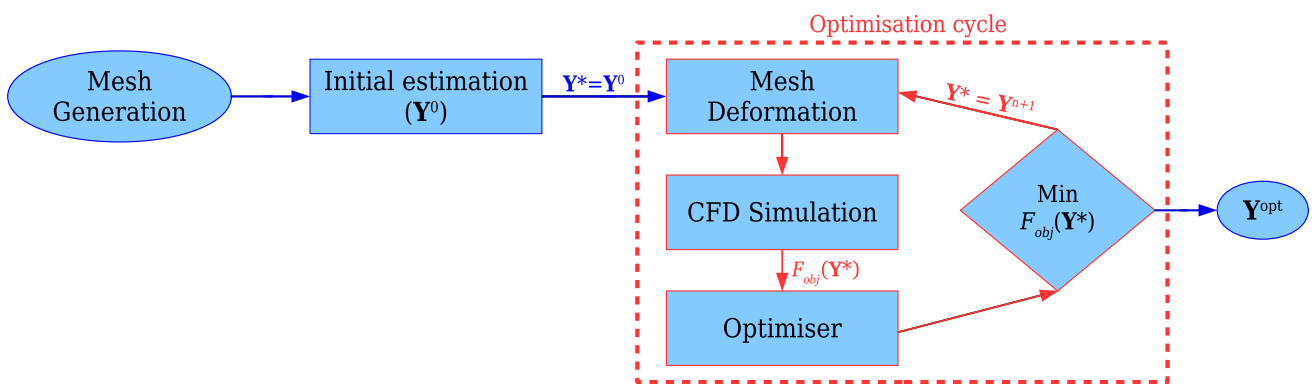 Optimisation cycle
Mesh
Generation
Initial estimation
(Y⁰)
Y*=Y⁰
Mesh
Deformation
Y* = Yⁿ⁺¹
CFD Simulation
F_obj(Y*)
Optimiser
Min
F_obj(Y*)
Y^opt